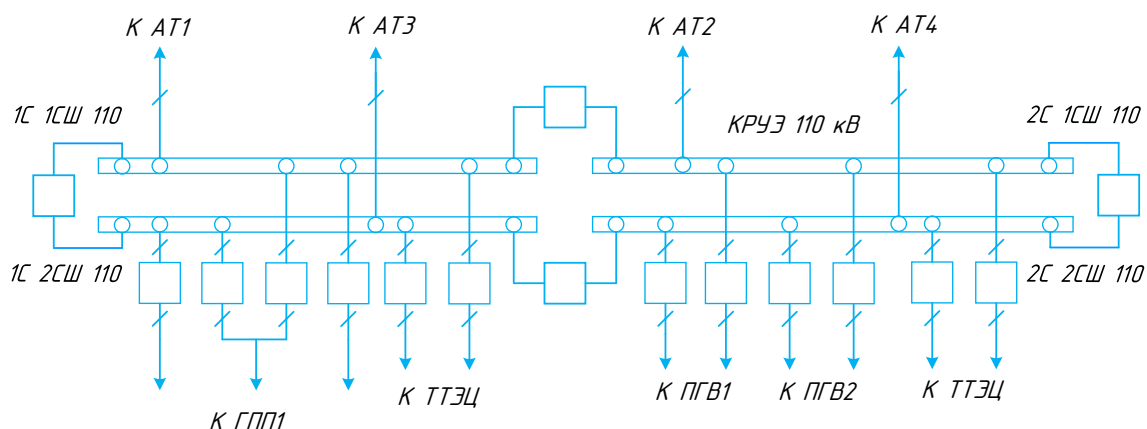 К АТ1
К АТ3
К АТ2
К АТ4
1С 1СШ 110
КРУЭ 110 кВ
2С 1СШ 110
1С 2СШ 110
2С 2СШ 110
К ГПП1
К ТТЭЦ
К ПГВ1
К ПГВ2
К ТТЭЦ